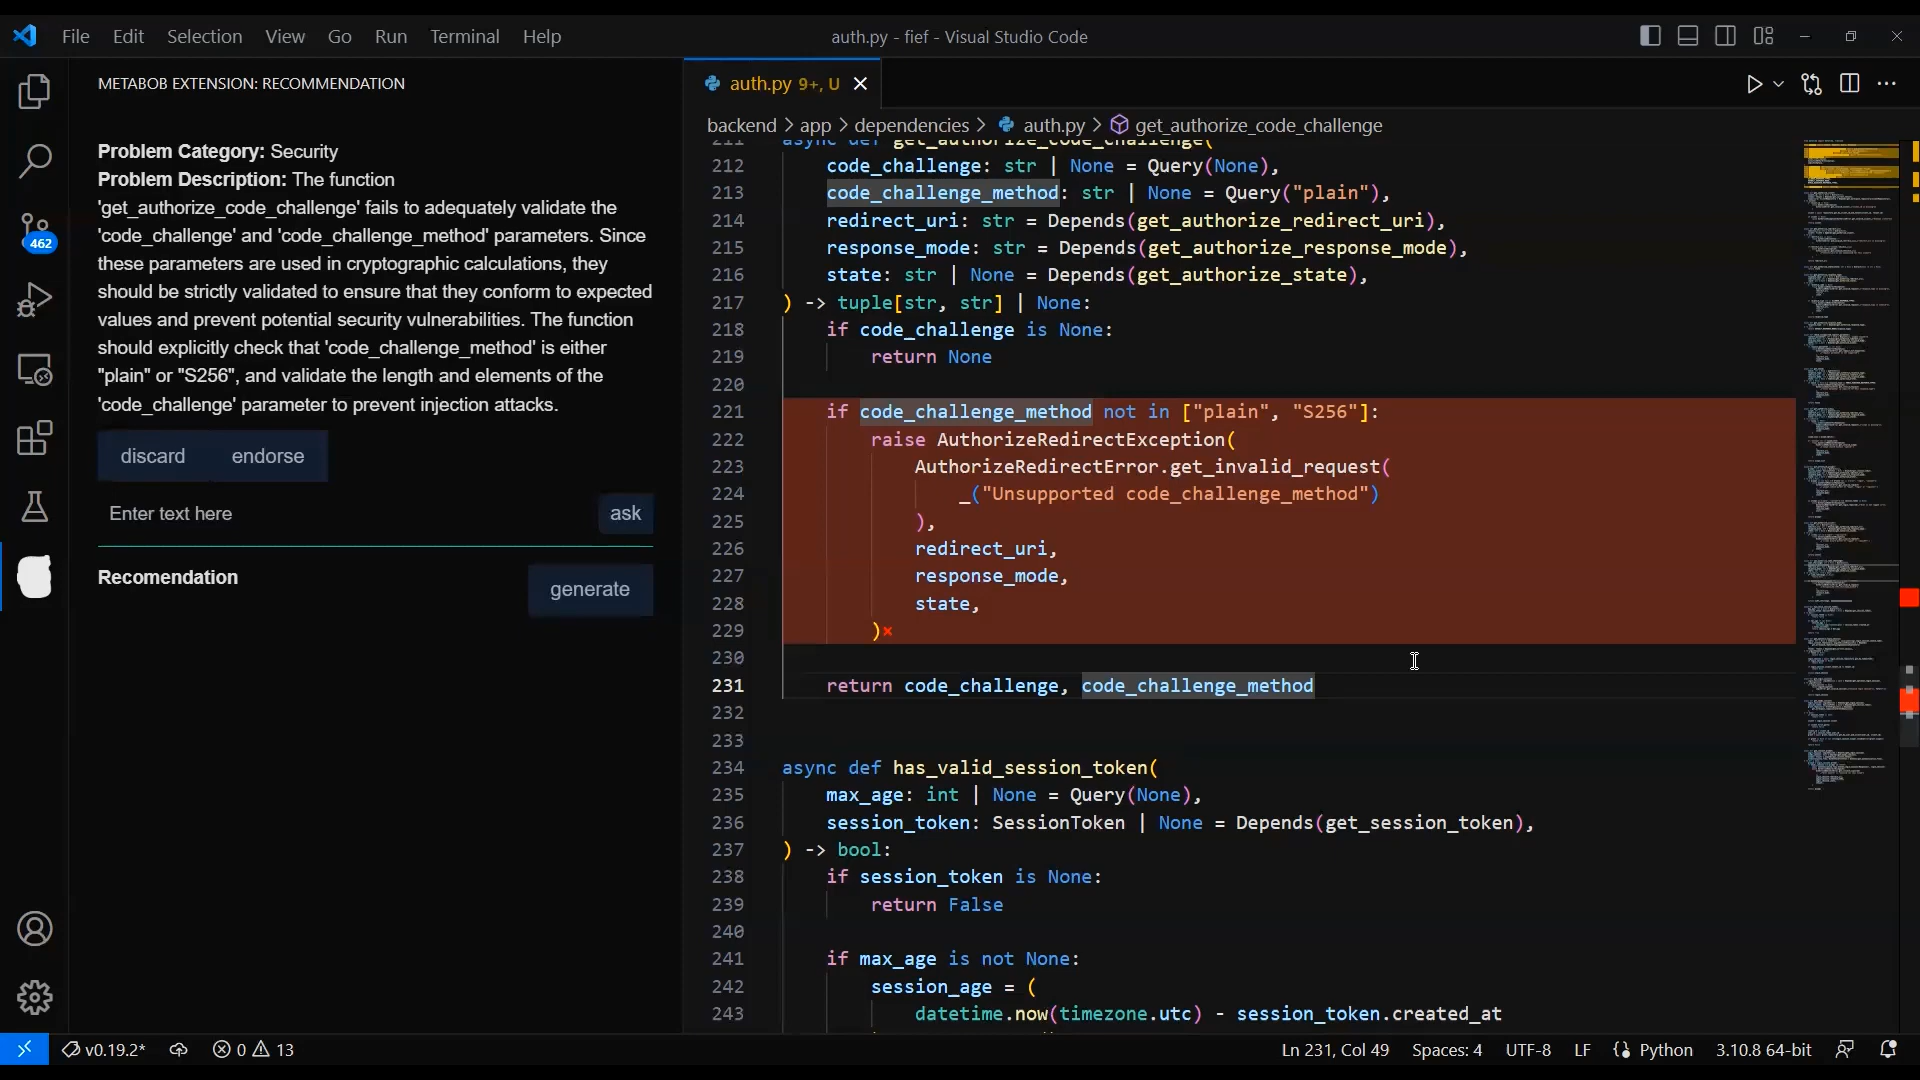 File Edit Selection View Go Run Terminal Help
auth.py - fief - Visual Studio Code
METABOB EXTENSION: RECOMMENDATION
462
Problem Category: Security
Problem Description: The function
'get_authorize_code_challenge' fails to adequately validate the
'code_challenge' and 'code_challenge_method' parameters. Since
these parameters are used in cryptographic calculations, they
should be strictly validated to ensure that they conform to expected
values and prevent potential security vulnerabilities. The function
should explicitly check that 'code_challenge_method' is either
"plain" or "S256", and validate the length and elements of the
'code_challenge' parameter to prevent injection attacks.
discard endorse
Enter text here ask
Recomendation generate
auth.py 9+, U
backend > app > dependencies > auth.py > get_authorize_code_challenge
211 async def get_authorize_code_challenge(
212 code_challenge: str | None = Query(None),
213 code_challenge_method: str | None = Query("plain"),
214 redirect_uri: str = Depends(get_authorize_redirect_uri),
215 response_mode: str = Depends(get_authorize_response_mode),
216 state: str | None = Depends(get_authorize_state),
217 ) -> tuple[str, str] | None:
218 if code_challenge is None:
219 return None
220
221 if code_challenge_method not in ["plain", "S256"]:
222 raise AuthorizeRedirectException(
223 AuthorizeRedirectError.get_invalid_request(
224 _("Unsupported code_challenge_method")
225 ),
226 redirect_uri,
227 response_mode,
228 state,
229 )
230
231 return code_challenge, code_challenge_method
232
233
234 async def has_valid_session_token(
235 max_age: int | None = Query(None),
236 session_token: SessionToken | None = Depends(get_session_token),
237 ) -> bool:
238 if session_token is None:
239 return False
240
241 if max_age is not None:
242 session_age = (
243 datetime.now(timezone.utc) - session_token.created_at
v0.19.2* 0 13
Ln 231, Col 49 Spaces: 4 UTF-8 LF Python 3.10.8 64-bit